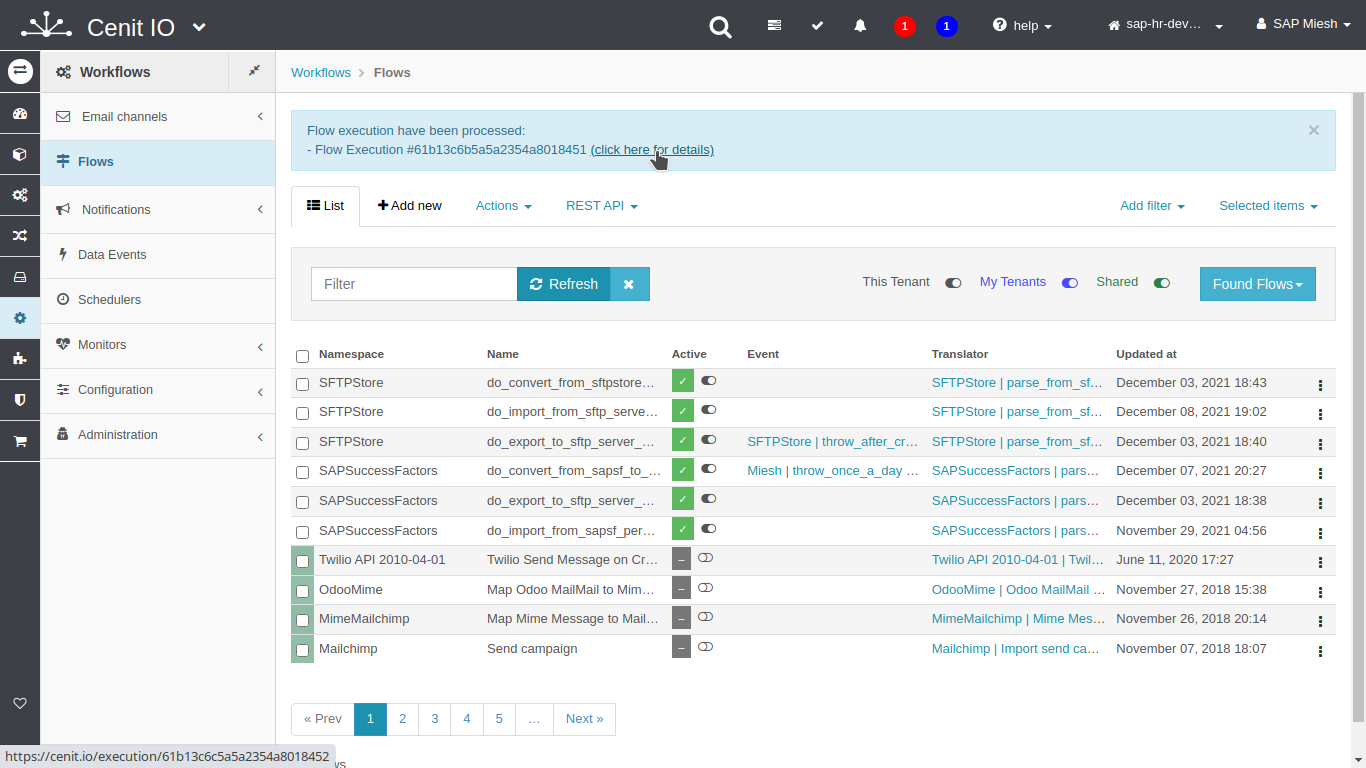 Cenit IO
1
1
help
sap-hr-dev…
SAP Miesh
Workflows
Workflows
Flows
Email channels
Flows
Notifications
Data Events
Schedulers
Monitors
Configuration
Administration
Flow execution have been processed:
- Flow Execution #61b13c6b5a5a2354a8018451 (click here for details)
×
List
Add new
Actions
REST API
Add filter
Selected items
Filter
Refresh
This Tenant
My Tenants
Shared
Found Flows
Namespace Name Active Event Translator Updated at
SFTPStore do_convert_from_sftpstore… SFTPStore | parse_from_sf… December 03, 2021 18:43
SFTPStore do_import_from_sftp_serve… SFTPStore | parse_from_sf… December 08, 2021 19:02
SFTPStore do_export_to_sftp_server_… SFTPStore | throw_after_cr… SFTPStore | parse_from_sf… December 03, 2021 18:40
SAPSuccessFactors do_convert_from_sapsf_to_… Miesh | throw_once_a_day … SAPSuccessFactors | pars… December 07, 2021 20:27
SAPSuccessFactors do_export_to_sftp_server_… SAPSuccessFactors | pars… December 03, 2021 18:38
SAPSuccessFactors do_import_from_sapsf_per… SAPSuccessFactors | pars… November 29, 2021 04:56
Twilio API 2010-04-01 Twilio Send Message on Cr… – Twilio API 2010-04-01 | Twil… June 11, 2020 17:27
OdooMime Map Odoo MailMail to Mim… – OdooMime | Odoo MailMail … November 27, 2018 15:38
MimeMailchimp Map Mime Message to Mail… – MimeMailchimp | Mime Mes… November 26, 2018 20:14
Mailchimp Send campaign – Mailchimp | Import send ca… November 07, 2018 18:07
« Prev 1 2 3 4 5 … Next »
https://cenit.io/execution/61b13c6c5a5a2354a8018452